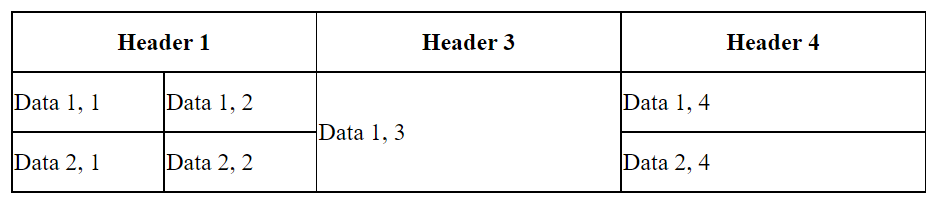 Header 1 Header 3 Header 4
Data 1, 1 Data 1, 2 Data 1, 3 Data 1, 4
Data 2, 1 Data 2, 2 Data 2, 4